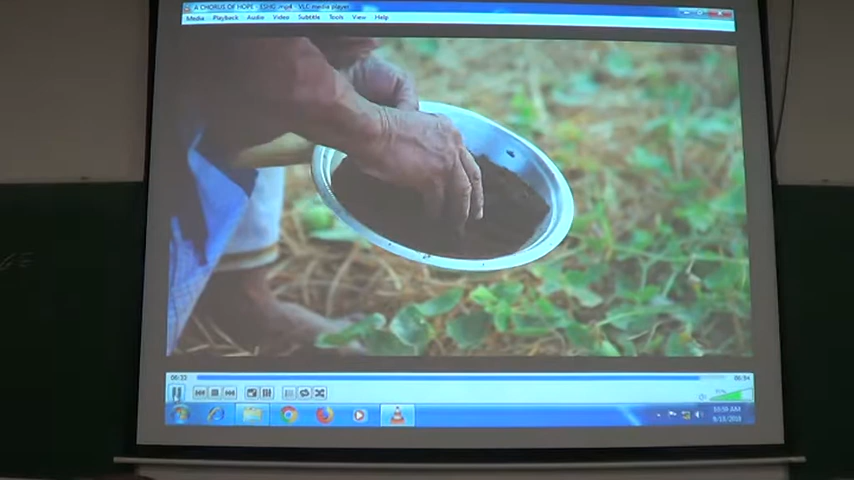 A CHORUS OF HOPE - ESHG .mp4 - VLC media player
Media Playback Audio Video Subtitle Tools View Help
06:33 06:54
10:59 AM